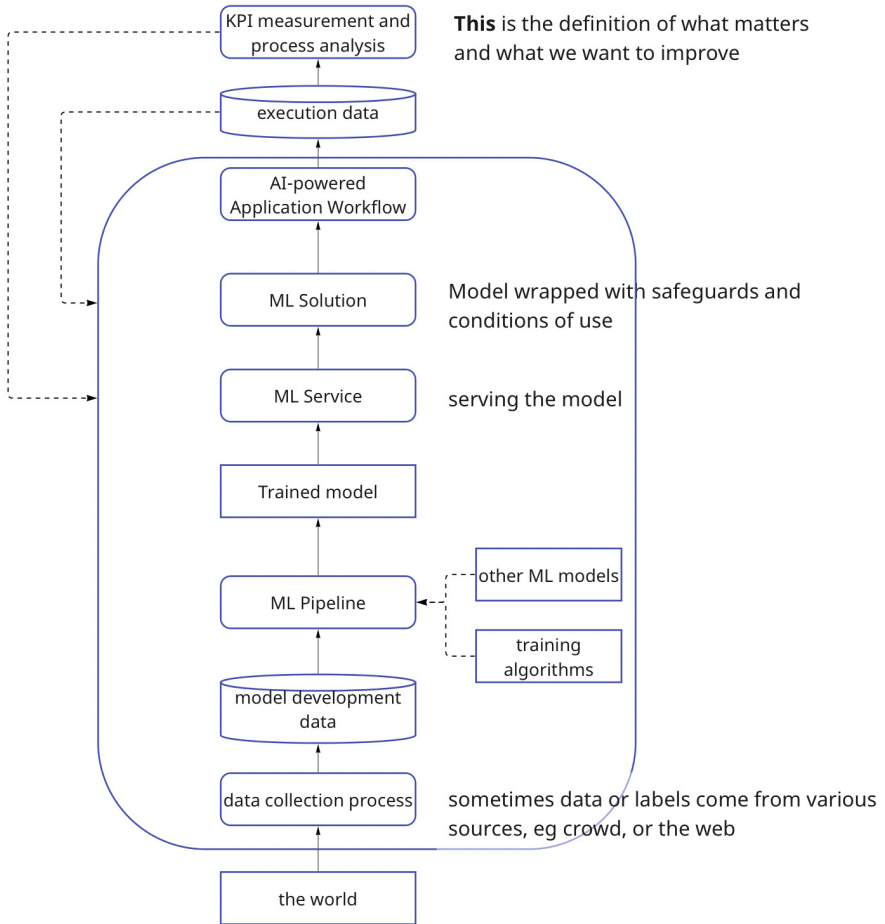 KPI measurement and
process analysis
This is the definition of what matters
and what we want to improve
execution data
AI-powered
Application Workflow
ML Solution
Model wrapped with safeguards and
conditions of use
ML Service
serving the model
Trained model
other ML models
ML Pipeline
training
algorithms
model development
data
data collection process
sometimes data or labels come from various
sources, eg crowd, or the web
the world